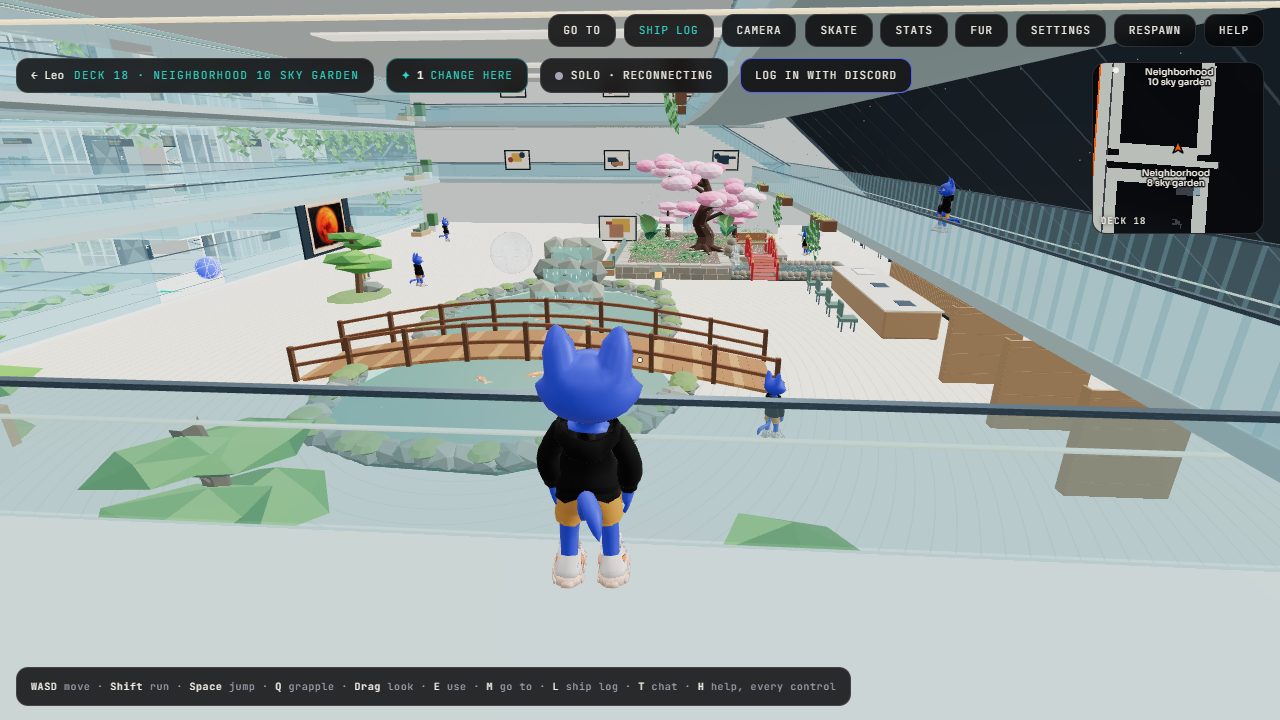 GO TO
SHIP LOG
CAMERA
SKATE
STATS
FUR
SETTINGS
RESPAWN
HELP
← Leo DECK 18 · NEIGHBORHOOD 10 SKY GARDEN
✦ 1 CHANGE HERE
SOLO · RECONNECTING
LOG IN WITH DISCORD
Neighborhood
10 sky garden
Neighborhood
8 sky garden
DECK 18
WASD move · Shift run · Space jump · Q grapple · Drag look · E use · M go to · L ship log · T chat · H help, every control